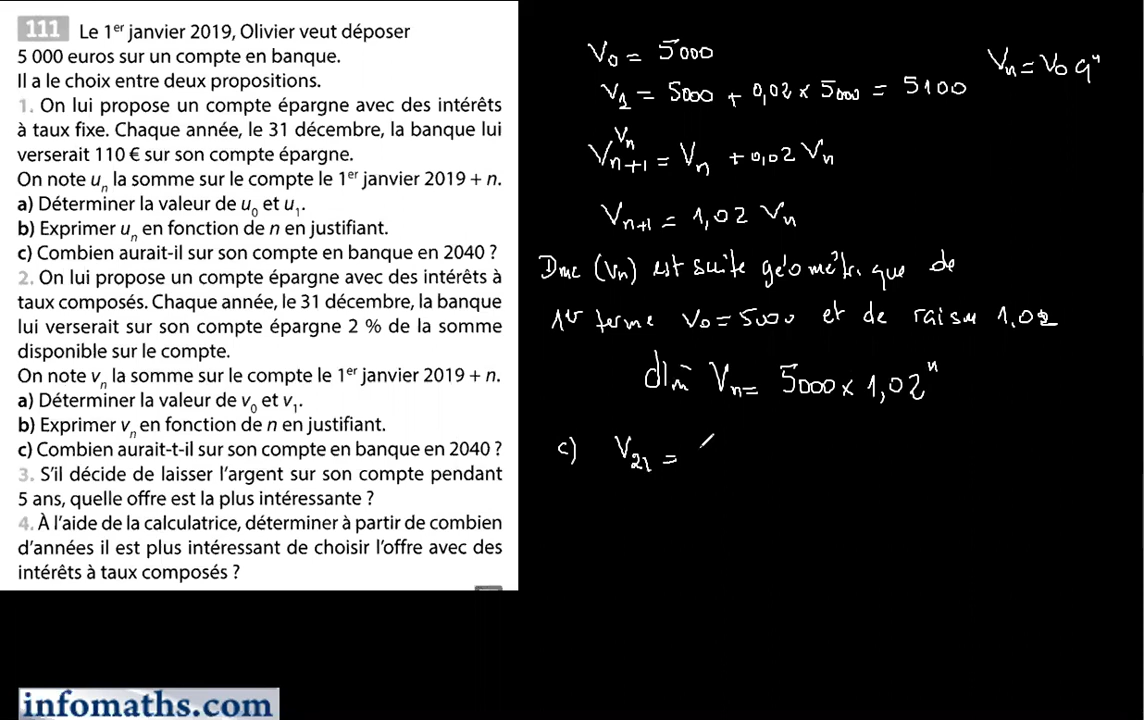 111 Le 1er janvier 2019, Olivier veut déposer
5 000 euros sur un compte en banque.
Il a le choix entre deux propositions.
1. On lui propose un compte épargne avec des intérêts
à taux fixe. Chaque année, le 31 décembre, la banque lui
verserait 110 € sur son compte épargne.
On note un la somme sur le compte le 1er janvier 2019 + n.
a) Déterminer la valeur de u0 et u1.
b) Exprimer un en fonction de n en justifiant.
c) Combien aurait-il sur son compte en banque en 2040 ?
2. On lui propose un compte épargne avec des intérêts à
taux composés. Chaque année, le 31 décembre, la banque
lui verserait sur son compte épargne 2 % de la somme
disponible sur le compte.
On note vn la somme sur le compte le 1er janvier 2019 + n.
a) Déterminer la valeur de v0 et v1.
b) Exprimer vn en fonction de n en justifiant.
c) Combien aurait-t-il sur son compte en banque en 2040 ?
3. S'il décide de laisser l'argent sur son compte pendant
5 ans, quelle offre est la plus intéressante ?
4. À l'aide de la calculatrice, déterminer à partir de combien
d'années il est plus intéressant de choisir l'offre avec des
intérêts à taux composés ?
V0 = 5000
Vn = V0 q^n
V1 = 5000 + 0,02 × 5000 = 5100
Vn
Vn+1 = Vn + 0,02 Vn
Vn+1 = 1,02 Vn
Donc (Vn) est suite géométrique de
1er terme V0 = 5000 et de raison 1,02
Vn = 5000 × 1,02^n
c) V21 =
infomaths.com